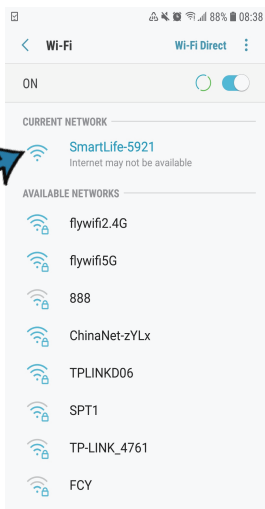 88% 08:38
Wi-Fi Wi-Fi Direct
ON
CURRENT NETWORK
SmartLife-5921
Internet may not be available
AVAILABLE NETWORKS
flywifi2.4G
flywifi5G
888
ChinaNet-zYLx
TPLINKD06
SPT1
TP-LINK_4761
FCY